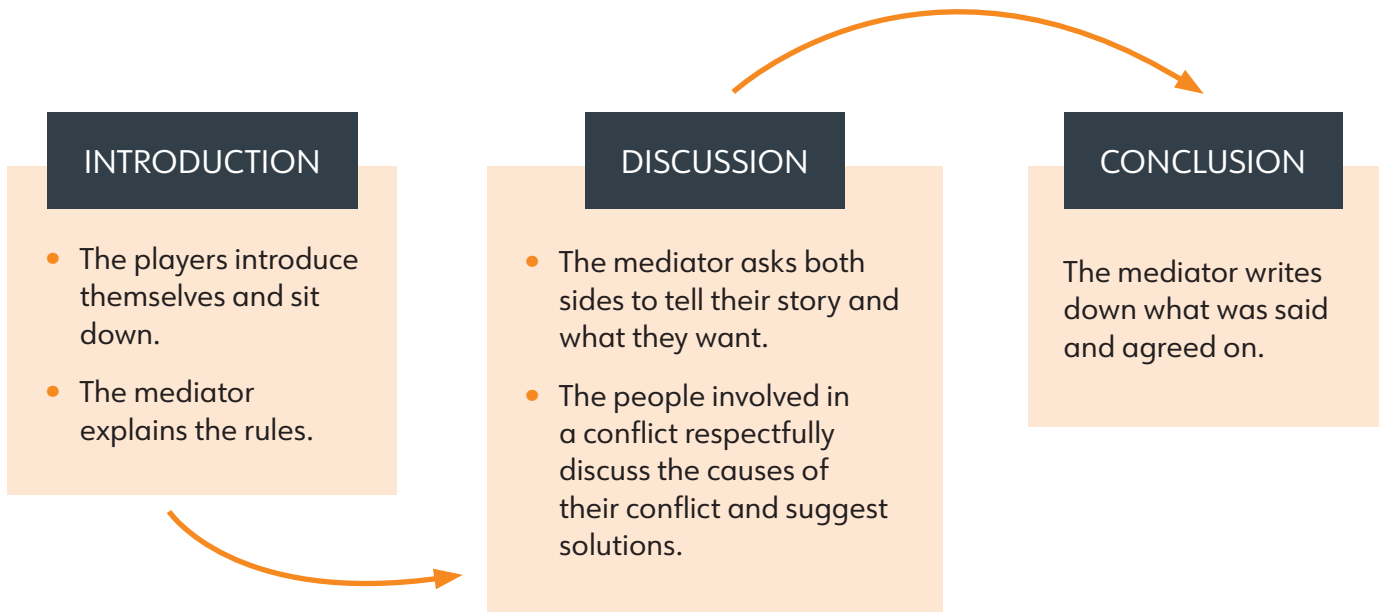 INTRODUCTION
• The players introduce
themselves and sit
down.
• The mediator
explains the rules.
DISCUSSION
• The mediator asks both
sides to tell their story and
what they want.
• The people involved in
a conflict respectfully
discuss the causes of
their conflict and suggest
solutions.
CONCLUSION
The mediator writes
down what was said
and agreed on.